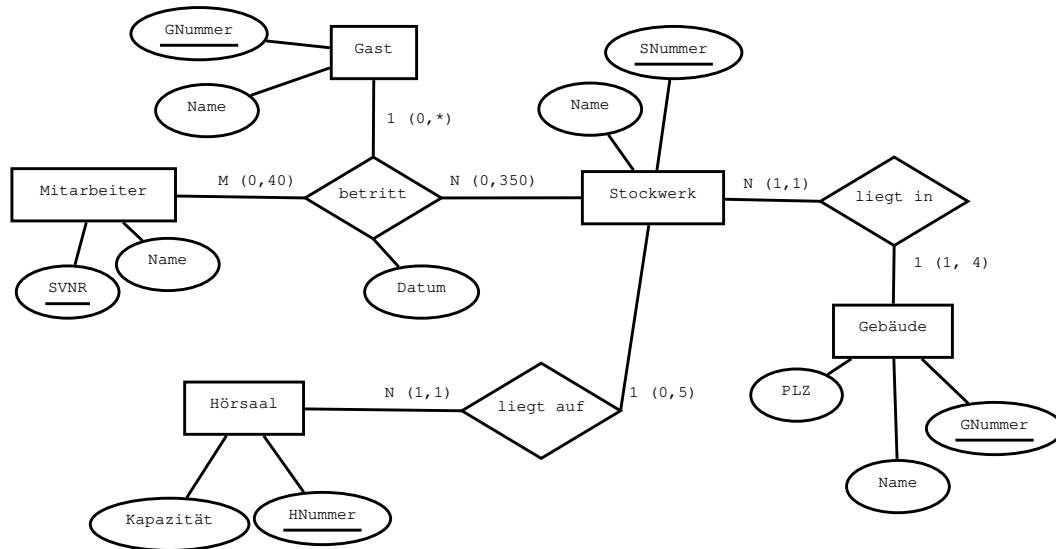 GNummer
Gast
SNummer
Name
Name
1 (0,*)
Mitarbeiter
M (0,40)
betritt
N (0,350)
Stockwerk
N (1,1)
liegt in
Name
SVNR
Datum
1 (1, 4)
Gebäude
Hörsaal
N (1,1)
liegt auf
1 (0,5)
PLZ
GNummer
Name
Kapazität
HNummer